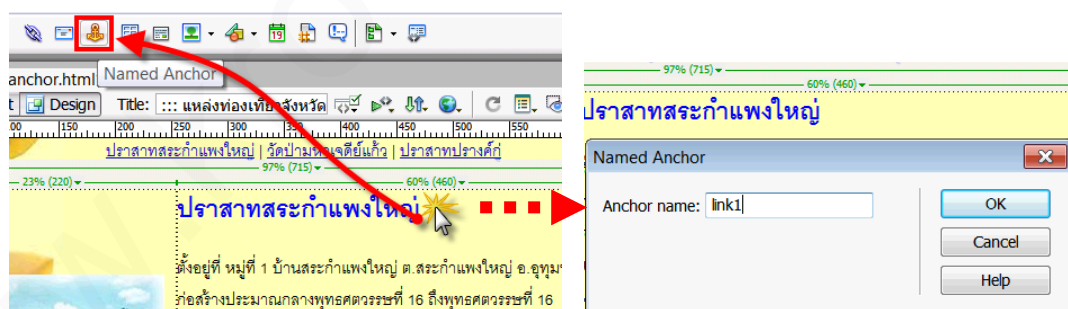 19
Named Anchor
anchor.html
Design Title: ::: แหล่งท่องเที่ยวจังหวัด
150 200 250 300 350 400 450 500 550
ปราสาทสระกำแพงใหญ่ | วัดป่ามหาเจดีย์แก้ว | ปราสาทปรางค์กู่
97% (715)
23% (220) 60% (460)
ปราสาทสระกำแพงใหญ่
ตั้งอยู่ที่ หมู่ที่ 1 บ้านสระกำแพงใหญ่ ต.สระกำแพงใหญ่ อ.อุทุม
ก่อสร้างประมาณกลางพุทธศตวรรษที่ 16 ถึงพุทธศตวรรษที่ 16
97% (715)
60% (460)
ปราสาทสระกำแพงใหญ่
Named Anchor
Anchor name: link1
OK
Cancel
Help